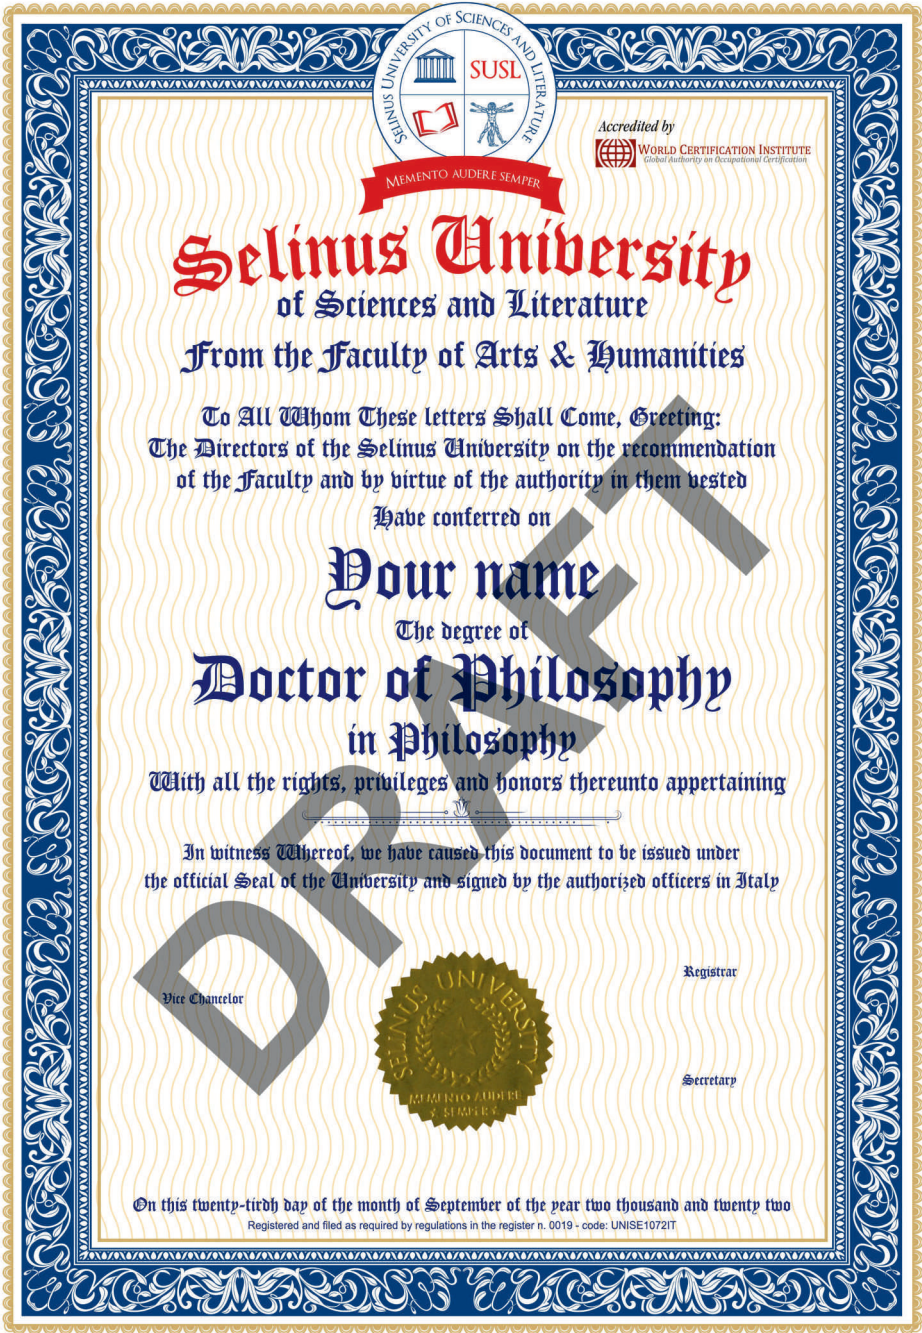 SELINUS UNIVERSITY OF SCIENCES AND LITERATURE
SUSL
MEMENTO AUDERE SEMPER
Accredited by
WORLD CERTIFICATION INSTITUTE
Global Authority on Occupational Certification
Selinus University
of Sciences and Literature
From the Faculty of Arts & Humanities
To All Whom These letters Shall Come, Greeting:
The Directors of the Selinus University on the recommendation
of the Faculty and by virtue of the authority in them vested
Have conferred on
Your name
The degree of
Doctor of Philosophy
in Philosophy
With all the rights, privileges and honors thereunto appertaining
In witness Whereof, we have caused this document to be issued under
the official Seal of the University and signed by the authorized officers in Italy
DRAFT
Registrar
Vice Chancelor
SELINUS UNIVERSITY
MEMENTO AUDERE
SEMPER
Secretary
On this twenty-tirdh day of the month of September of the year two thousand and twenty two
Registered and filed as required by regulations in the register n. 0019 - code: UNISE1072IT